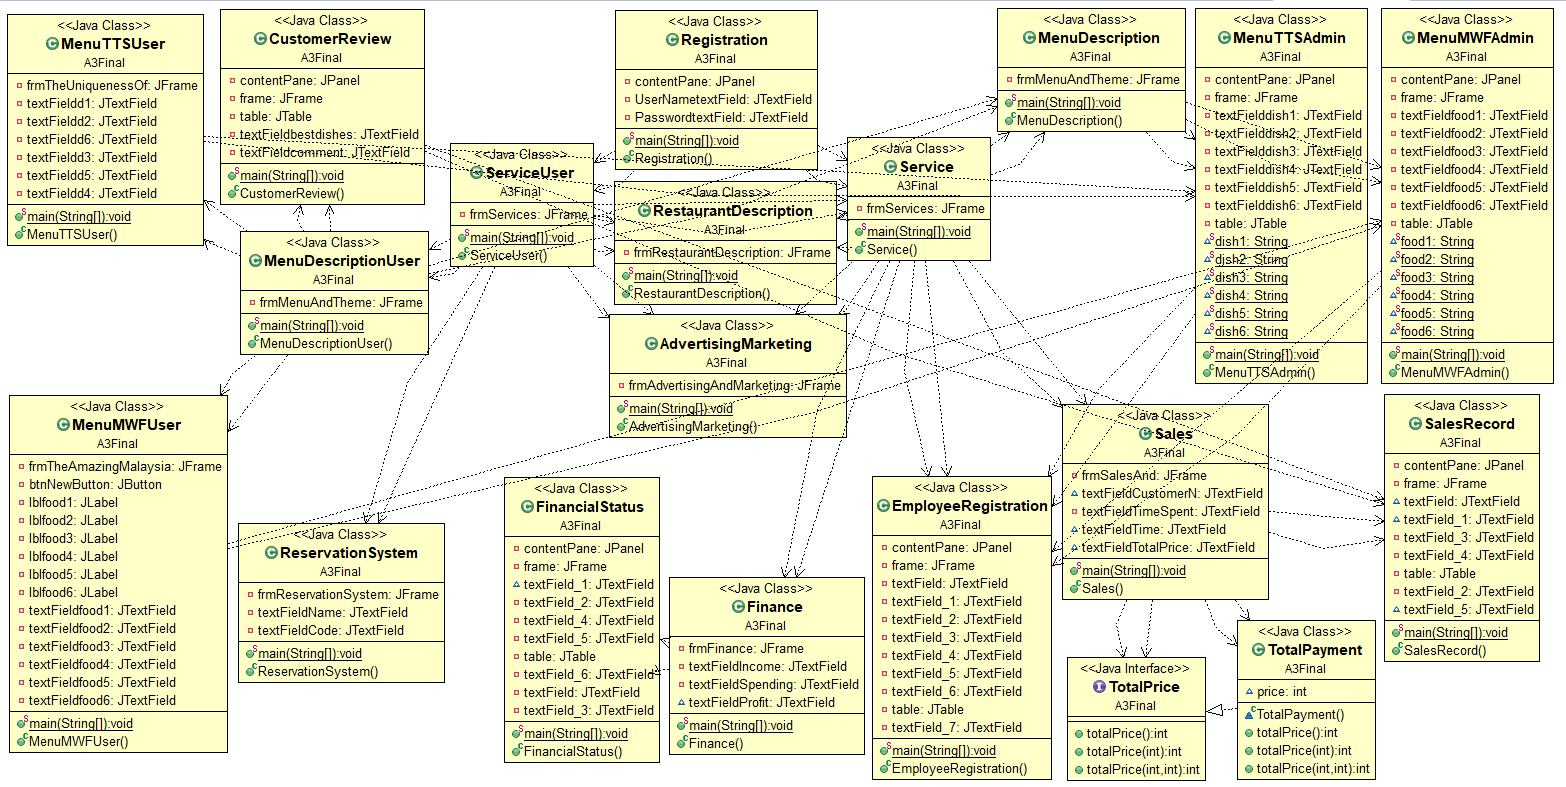 <<Java Class>>
MenuTTSUser
A3Final
frmTheUniquenessOf: JFrame
textFieldd1: JTextField
textFieldd2: JTextField
textFieldd6: JTextField
textFieldd3: JTextField
textFieldd5: JTextField
textFieldd4: JTextField
main(String[]):void
MenuTTSUser()
<<Java Class>>
CustomerReview
A3Final
contentPane: JPanel
frame: JFrame
table: JTable
textFieldbestdishes: JTextField
textFieldcomment: JTextField
main(String[]):void
CustomerReview()
<<Java Class>>
ServiceUser
A3Final
frmServices: JFrame
main(String[]):void
ServiceUser()
<<Java Class>>
Registration
A3Final
contentPane: JPanel
UserNametextField: JTextField
PasswordtextField: JTextField
main(String[]):void
Registration()
<<Java Class>>
RestaurantDescription
A3Final
frmRestaurantDescription: JFrame
main(String[]):void
RestaurantDescription()
<<Java Class>>
Service
A3Final
frmServices: JFrame
main(String[]):void
Service()
<<Java Class>>
MenuDescription
A3Final
frmMenuAndTheme: JFrame
main(String[]):void
MenuDescription()
<<Java Class>>
MenuTTSAdmin
A3Final
contentPane: JPanel
frame: JFrame
textFielddish1: JTextField
textFielddish2: JTextField
textFielddish3: JTextField
textFielddish4: JTextField
textFielddish5: JTextField
textFielddish6: JTextField
table: JTable
dish1: String
dish2: String
dish3: String
dish4: String
dish5: String
dish6: String
main(String[]):void
MenuTTSAdmin()
<<Java Class>>
MenuMWFAdmin
A3Final
contentPane: JPanel
frame: JFrame
textFieldfood1: JTextField
textFieldfood2: JTextField
textFieldfood3: JTextField
textFieldfood4: JTextField
textFieldfood5: JTextField
textFieldfood6: JTextField
table: JTable
food1: String
food2: String
food3: String
food4: String
food5: String
food6: String
main(String[]):void
MenuMWFAdmin()
<<Java Class>>
MenuDescriptionUser
A3Final
frmMenuAndTheme: JFrame
main(String[]):void
MenuDescriptionUser()
<<Java Class>>
AdvertisingMarketing
A3Final
frmAdvertisingAndMarketing: JFrame
main(String[]):void
AdvertisingMarketing()
<<Java Class>>
MenuMWFUser
A3Final
frmTheAmazingMalaysia: JFrame
btnNewButton: JButton
lblfood1: JLabel
lblfood2: JLabel
lblfood3: JLabel
lblfood4: JLabel
lblfood5: JLabel
lblfood6: JLabel
textFieldfood1: JTextField
textFieldfood2: JTextField
textFieldfood3: JTextField
textFieldfood4: JTextField
textFieldfood5: JTextField
textFieldfood6: JTextField
main(String[]):void
MenuMWFUser()
<<Java Class>>
ReservationSystem
A3Final
frmReservationSystem: JFrame
textFieldName: JTextField
textFieldCode: JTextField
main(String[]):void
ReservationSystem()
<<Java Class>>
FinancialStatus
A3Final
contentPane: JPanel
frame: JFrame
textField_1: JTextField
textField_2: JTextField
textField_4: JTextField
textField_5: JTextField
table: JTable
textField_6: JTextField
textField: JTextField
textField_3: JTextField
main(String[]):void
FinancialStatus()
<<Java Class>>
Finance
A3Final
frmFinance: JFrame
textFieldIncome: JTextField
textFieldSpending: JTextField
textFieldProfit: JTextField
main(String[]):void
Finance()
<<Java Class>>
EmployeeRegistration
A3Final
contentPane: JPanel
frame: JFrame
textField: JTextField
textField_1: JTextField
textField_2: JTextField
textField_3: JTextField
textField_4: JTextField
textField_5: JTextField
textField_6: JTextField
table: JTable
textField_7: JTextField
main(String[]):void
EmployeeRegistration()
<<Java Class>>
Sales
A3Final
frmSalesAnd: JFrame
textFieldCustomerN: JTextField
textFieldTimeSpent: JTextField
textFieldTime: JTextField
textFieldTotalPrice: JTextField
main(String[]):void
Sales()
<<Java Class>>
SalesRecord
A3Final
contentPane: JPanel
frame: JFrame
textField: JTextField
textField_1: JTextField
textField_3: JTextField
textField_4: JTextField
table: JTable
textField_2: JTextField
textField_5: JTextField
main(String[]):void
SalesRecord()
<<Java Interface>>
TotalPrice
A3Final
totalPrice():int
totalPrice(int):int
totalPrice(int,int):int
<<Java Class>>
TotalPayment
A3Final
price: int
TotalPayment()
totalPrice():int
totalPrice(int):int
totalPrice(int,int):int